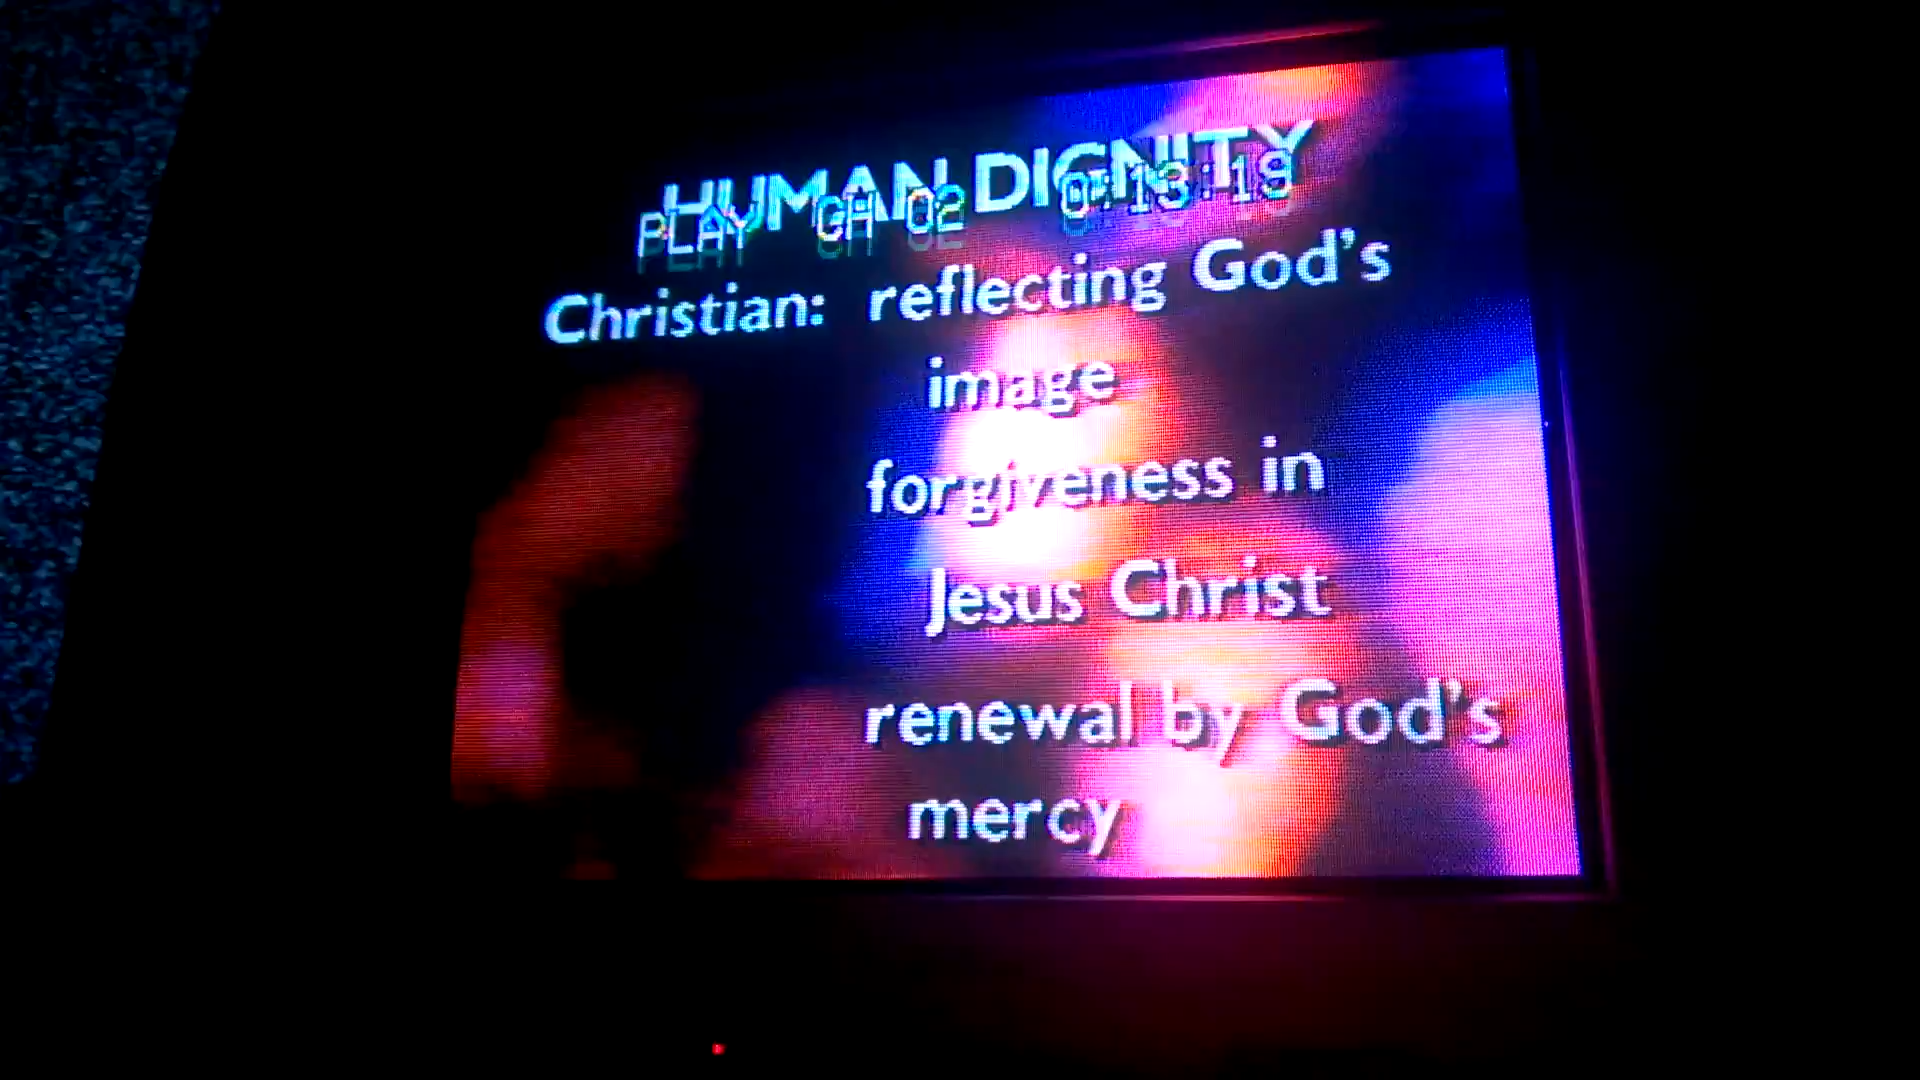 HUMAN DIGNITY
PLAY CH 02 0:13:19
Christian: reflecting God's
image
forgiveness in
Jesus Christ
renewal by God's
mercy